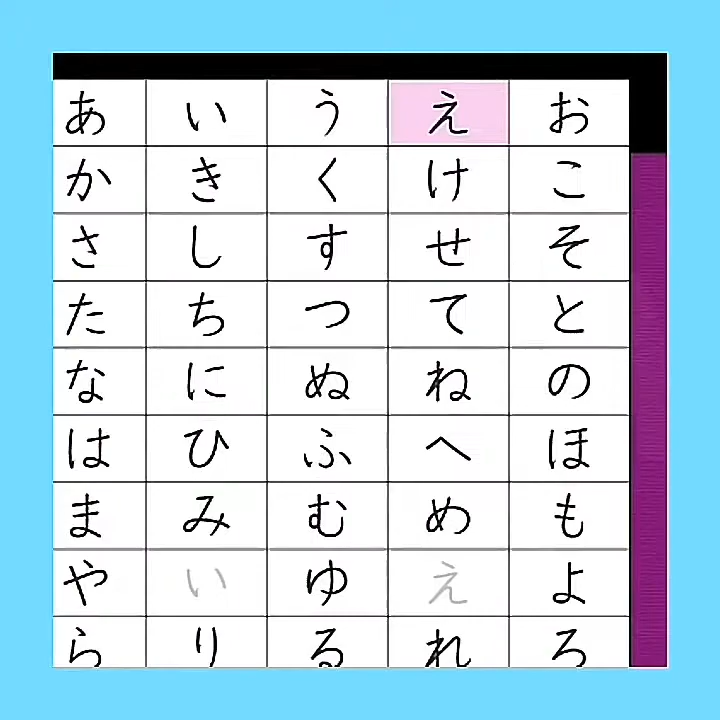 あ い う え お
か き く け こ
さ し す せ そ
た ち つ て と
な に ぬ ね の
は ひ ふ へ ほ
ま み む め も
や い ゆ え よ
ら り る れ ろ